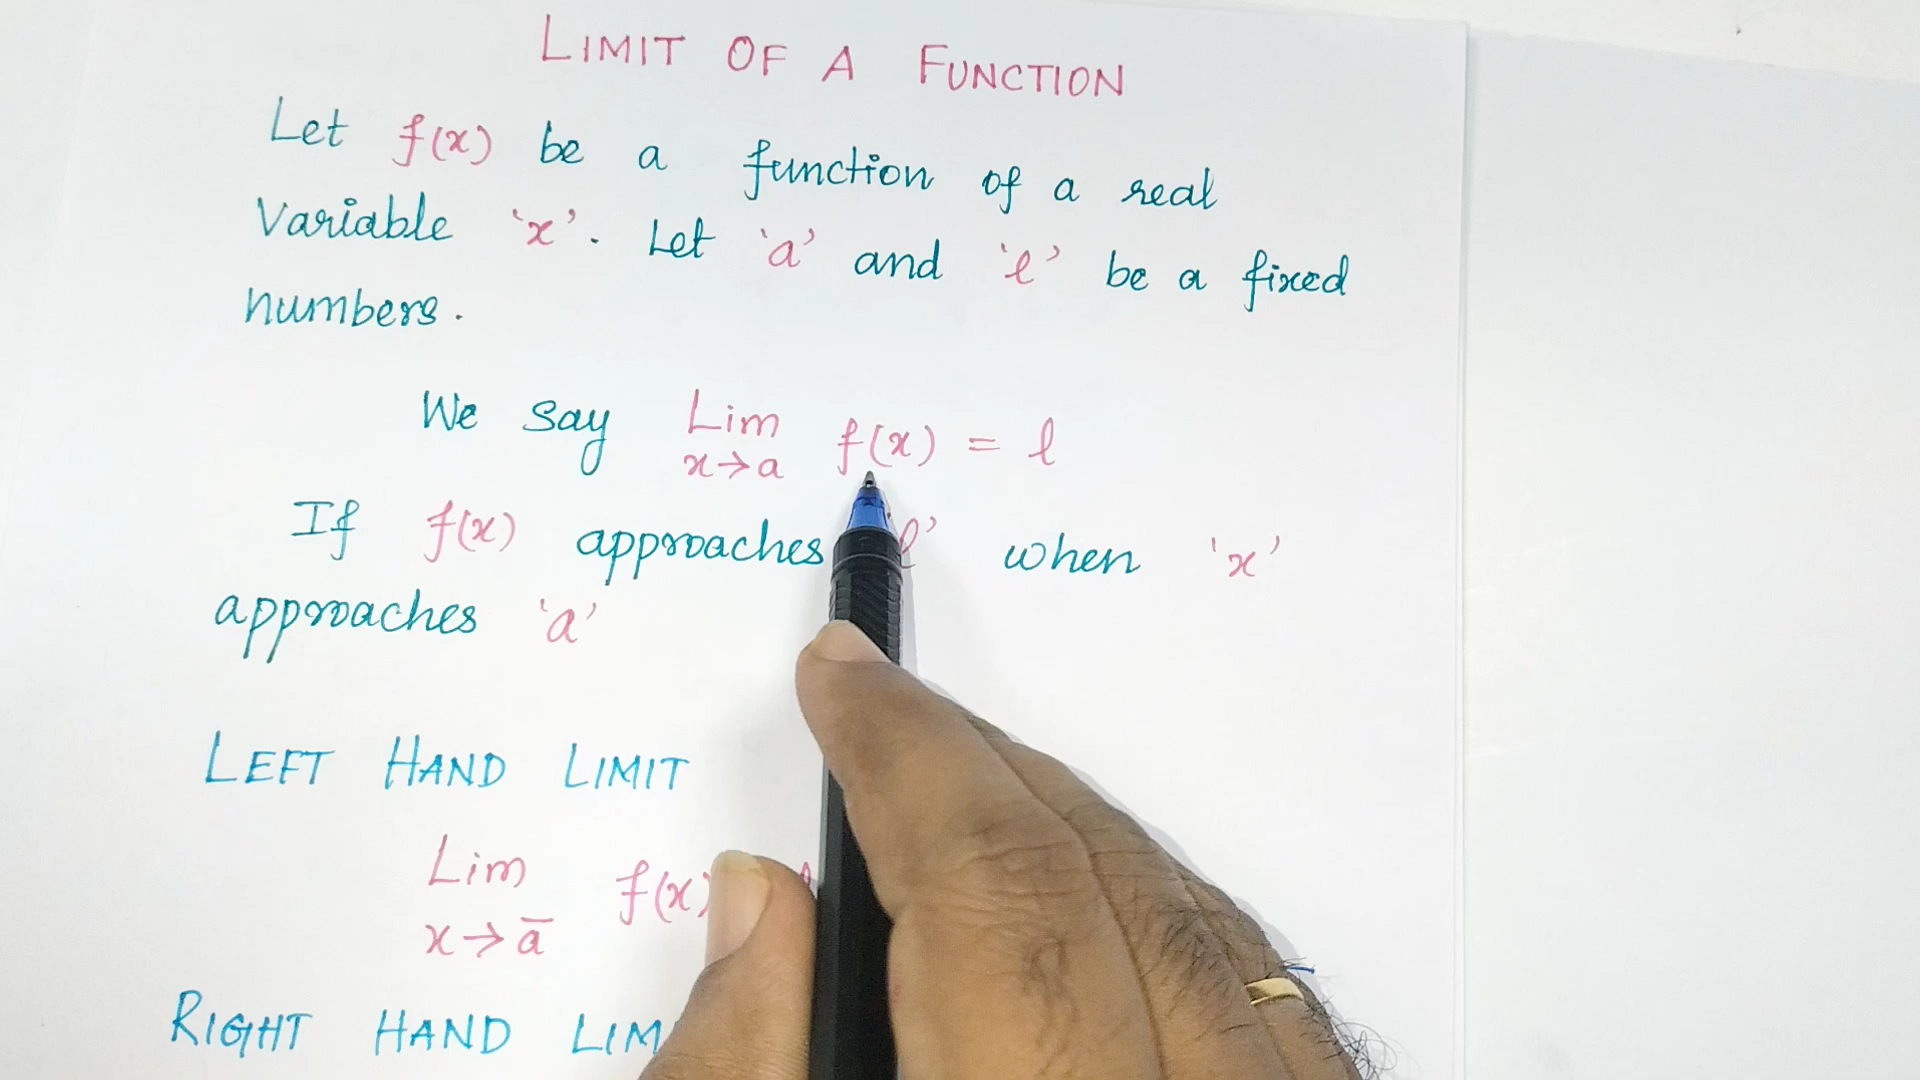 LIMIT OF A FUNCTION
Let f(x) be a function of a real
Variable 'x'. Let 'a' and 'l' be a fixed
numbers.
We Say Lim f(x) = l
x→a
If f(x) approaches l' when 'x'
approaches 'a'
LEFT HAND LIMIT
Lim f(x)
x→a̅
RIGHT HAND LIM